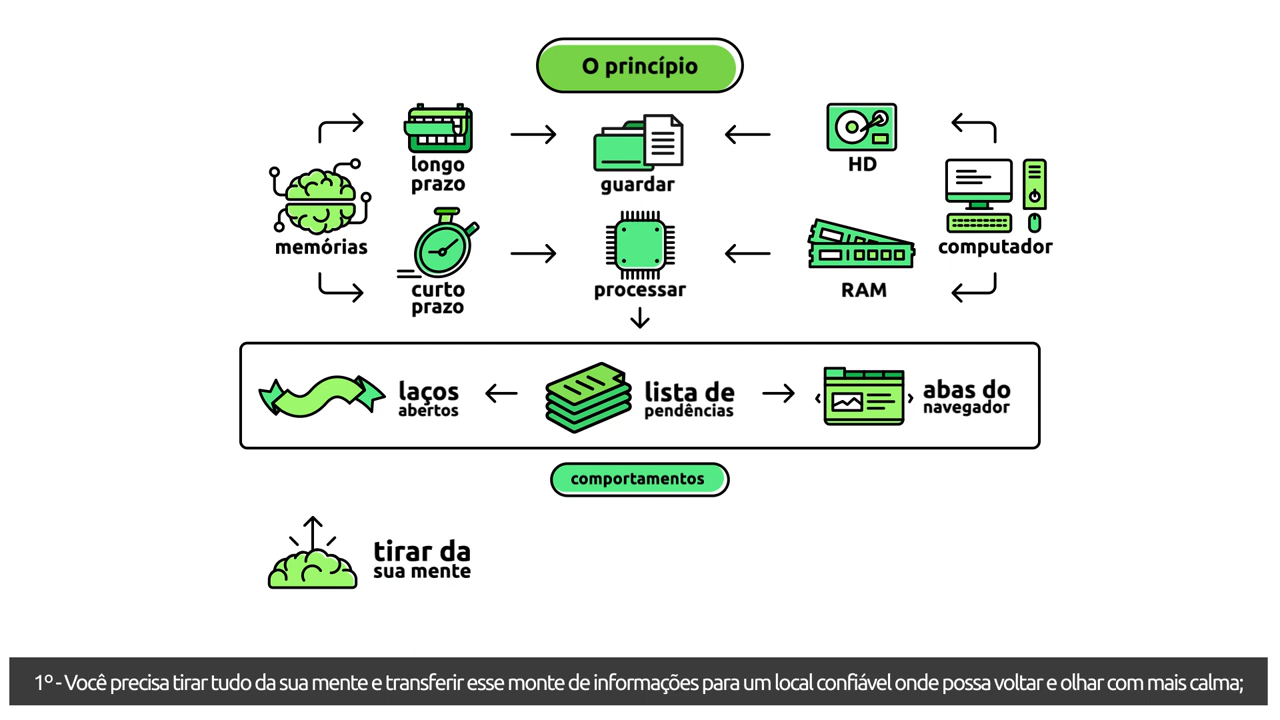 O princípio
longo
prazo
guardar
HD
memórias
computador
curto
prazo
processar
RAM
laços
abertos
lista de
pendências
abas do
navegador
comportamentos
tirar da
sua mente
1º - Você precisa tirar tudo da sua mente e transferir esse monte de informações para um local confiável onde possa voltar e olhar com mais calma;